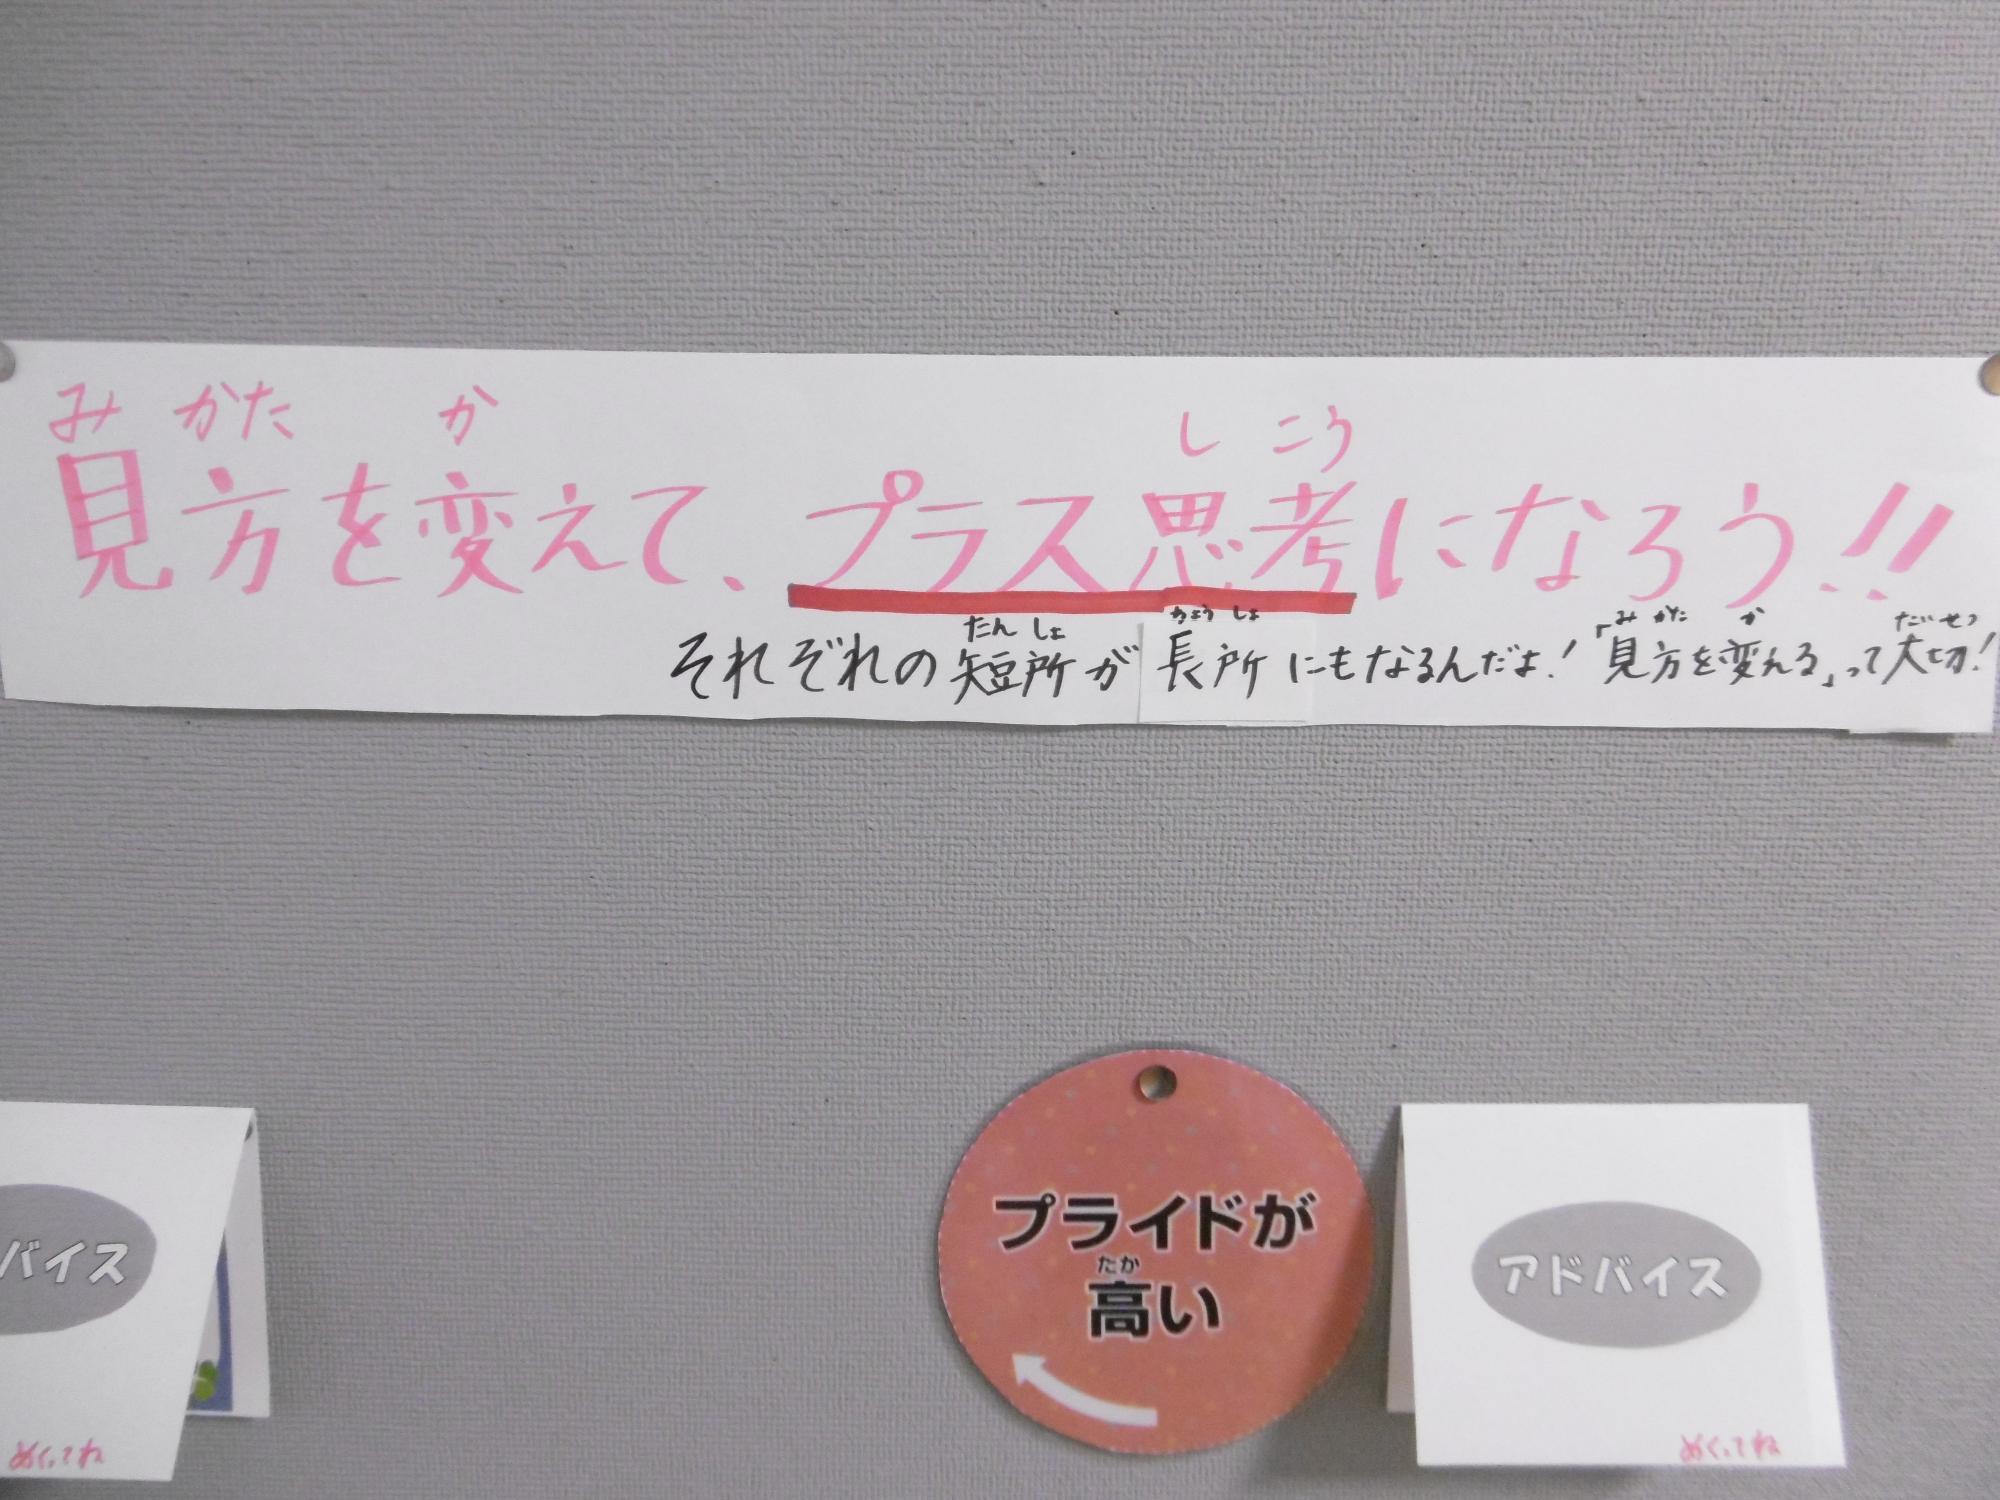 み かた か し こう
見方を変えて、プラス思考になろう!!
たん しょ ちょう しょ み かた か だい せつ
それぞれの短所が長所にもなるんだよ!「見方を変える」って大切!
プライドが
たか
高い
アドバイス
めくってね
バイス
めくってね